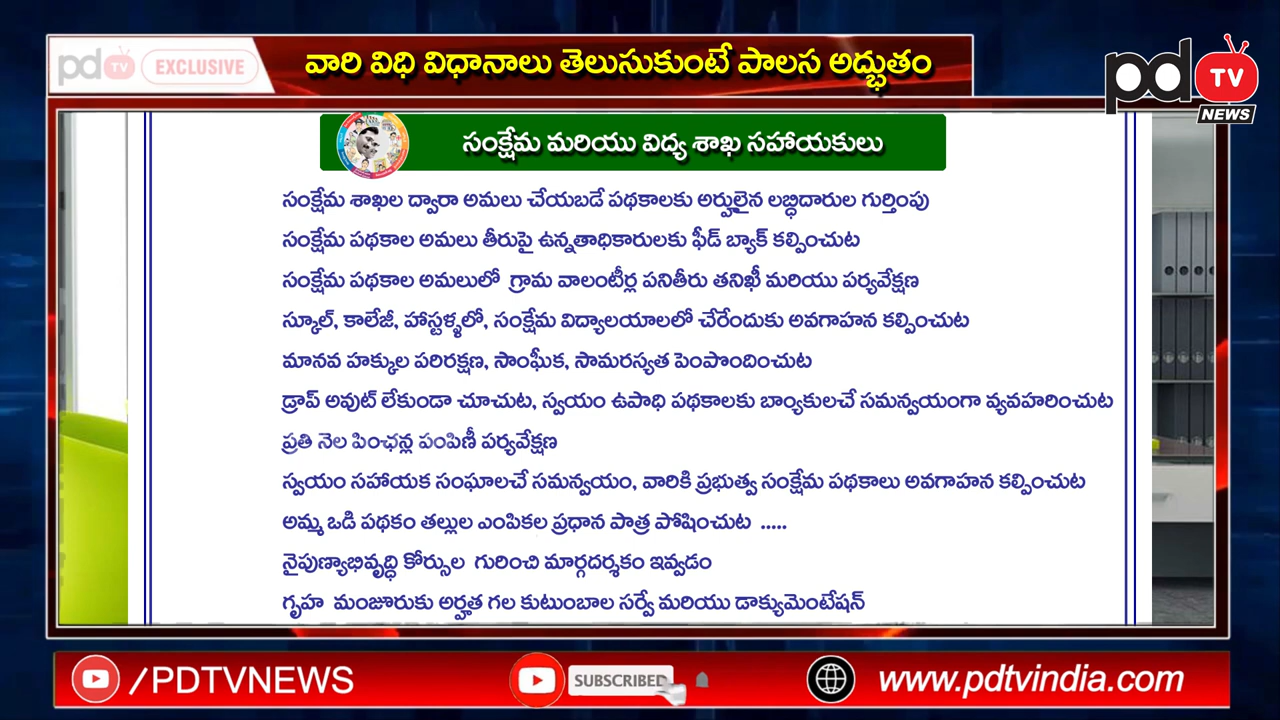 pd TV EXCLUSIVE
వారి విధి విధానాలు తెలుసుకుంటే పాలస అద్భుతం
pd TV NEWS
సంక్షేమ మరియు విద్య శాఖ సహాయకులు
సంక్షేమ శాఖల ద్వారా అమలు చేయబడే పథకాలకు అర్హులైన లబ్ధిదారుల గుర్తింపు
సంక్షేమ పథకాల అమలు తీరుపై ఉన్నతాధికారులకు ఫీడ్ బ్యాక్ కల్పించుట
సంక్షేమ పథకాల అమలులో గ్రామ వాలంటీర్ల పనితీరు తనిఖీ మరియు పర్యవేక్షణ
స్కూల్, కాలేజీ, హాస్టళ్ళలో, సంక్షేమ విద్యాలయాలలో చేరేందుకు అవగాహన కల్పించుట
మానవ హక్కుల పరిరక్షణ, సాంఘీక, సామరస్యత పెంపొందించుట
డ్రాప్ అవుట్ లేకుండా చూచుట, స్వయం ఉపాధి పథకాలకు బాంక్యుకులచే సమన్వయంగా వ్యవహరించుట
ప్రతి నెల పింఛన్ల పంపిణీ పర్యవేక్షణ
స్వయం సహాయక సంఘాలచే సమన్వయం, వారికి ప్రభుత్వ సంక్షేమ పథకాలు అవగాహన కల్పించుట
అమ్మ ఒడి పథకం తల్లుల ఎంపికల ప్రధాన పాత్ర పోషించుట .....
నైపుణ్యాభివృద్ధి కోర్సుల గురించి మార్గదర్శకం ఇవ్వడం
గృహ మంజూరుకు అర్హత గల కుటుంబాల సర్వే మరియు డాక్యుమెంటేషన్
/PDTVNEWS
SUBSCRIBED
www.pdtvindia.com